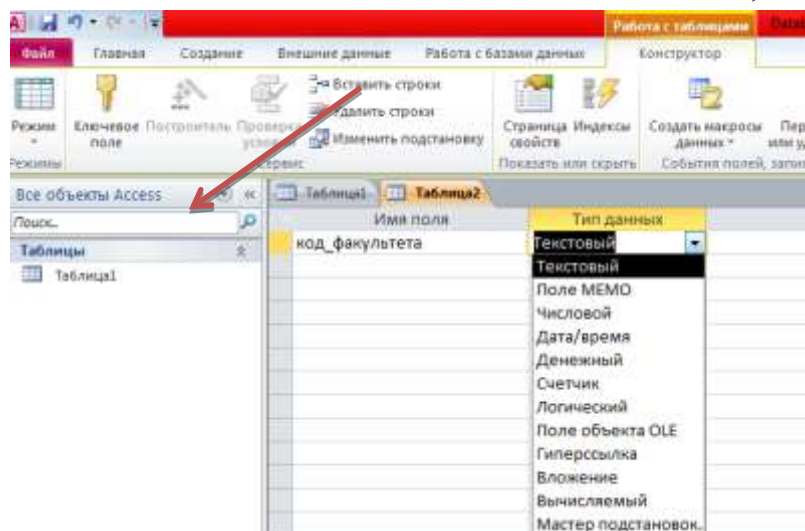 Работа с таблицами
Файл Главная Создание Внешние данные Работа с базами данных Конструктор
Вставить строки
Удалить строки
Изменить подстановку
Режим Ключевое поле Построитель
Страница свойств Индексы Создать макросы данных
Режимы Показать или скрыть События полей,
Все объекты Access
Поиск...
Таблицы
Таблица1
Таблица1 Таблица2
Имя поля Тип данных
код_факультета Текстовый
Текстовый
Поле МЕМО
Числовой
Дата/время
Денежный
Счетчик
Логический
Поле объекта OLE
Гиперссылка
Вложение
Вычисляемый
Мастер подстановок...